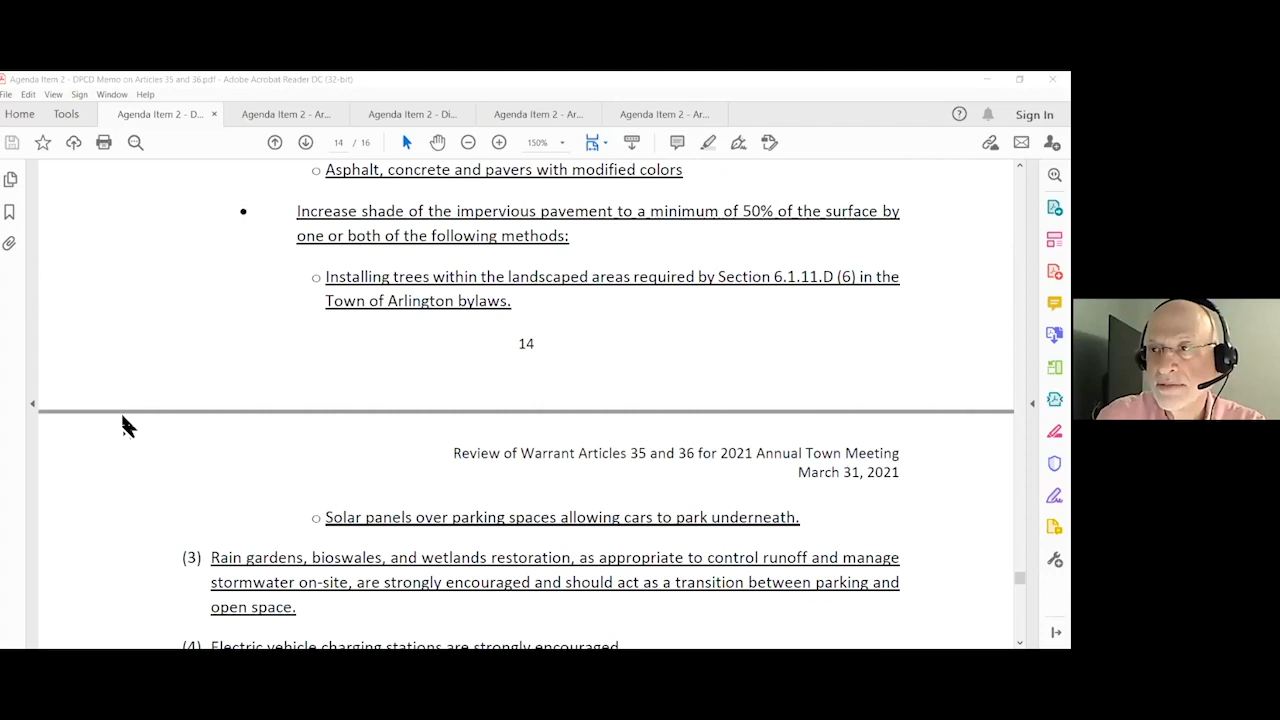 Agenda Item 2 - DPCD Memo on Articles 35 and 36.pdf - Adobe Acrobat Reader DC (32-bit)
File Edit View Sign Window Help
Home Tools Agenda Item 2 - D... × Agenda Item 2 - Ar... Agenda Item 2 - Di... Agenda Item 2 - Ar... Agenda Item 2 - Ar... Sign In
14 / 16 150%
o Asphalt, concrete and pavers with modified colors
• Increase shade of the impervious pavement to a minimum of 50% of the surface by
one or both of the following methods:
o Installing trees within the landscaped areas required by Section 6.1.11.D (6) in the
Town of Arlington bylaws.
14
Review of Warrant Articles 35 and 36 for 2021 Annual Town Meeting
March 31, 2021
o Solar panels over parking spaces allowing cars to park underneath.
(3) Rain gardens, bioswales, and wetlands restoration, as appropriate to control runoff and manage
stormwater on-site, are strongly encouraged and should act as a transition between parking and
open space.
(4) Electric vehicle charging stations are strongly encouraged